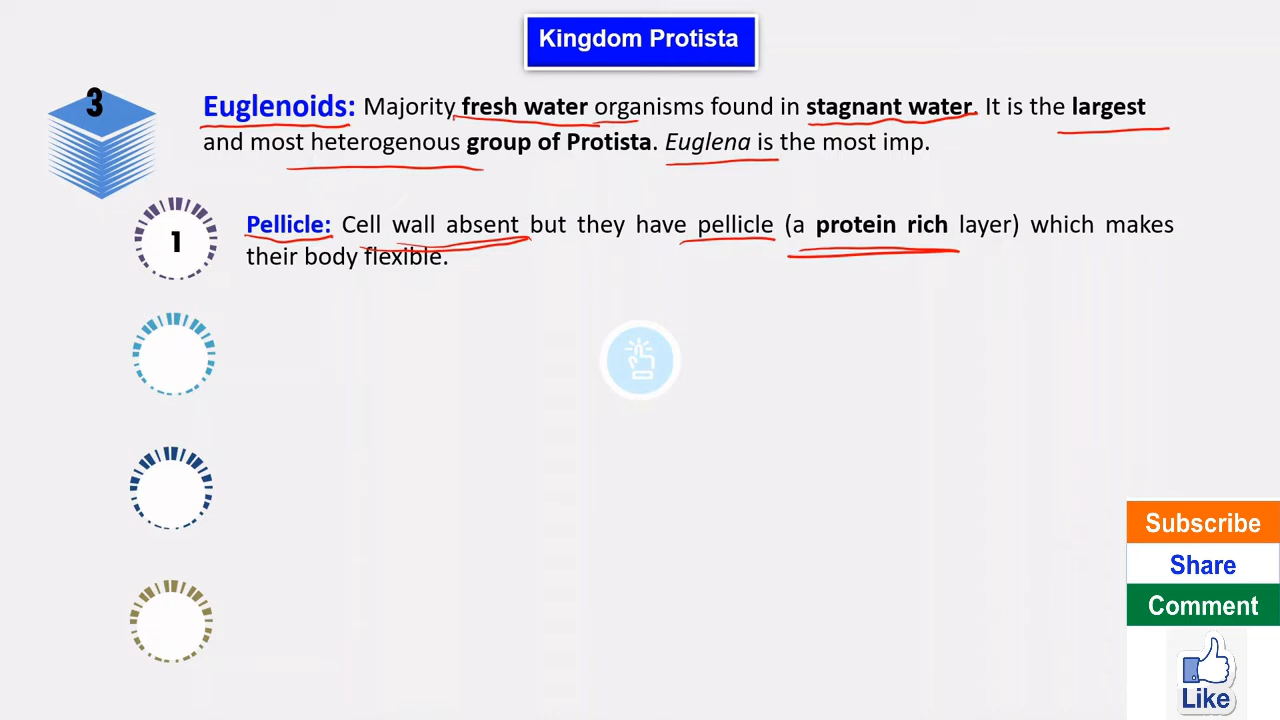 Kingdom Protista
3
Euglenoids: Majority fresh water organisms found in stagnant water. It is the largest
and most heterogenous group of Protista. Euglena is the most imp.
1
Pellicle: Cell wall absent but they have pellicle (a protein rich layer) which makes
their body flexible.
Subscribe
Share
Comment
Like